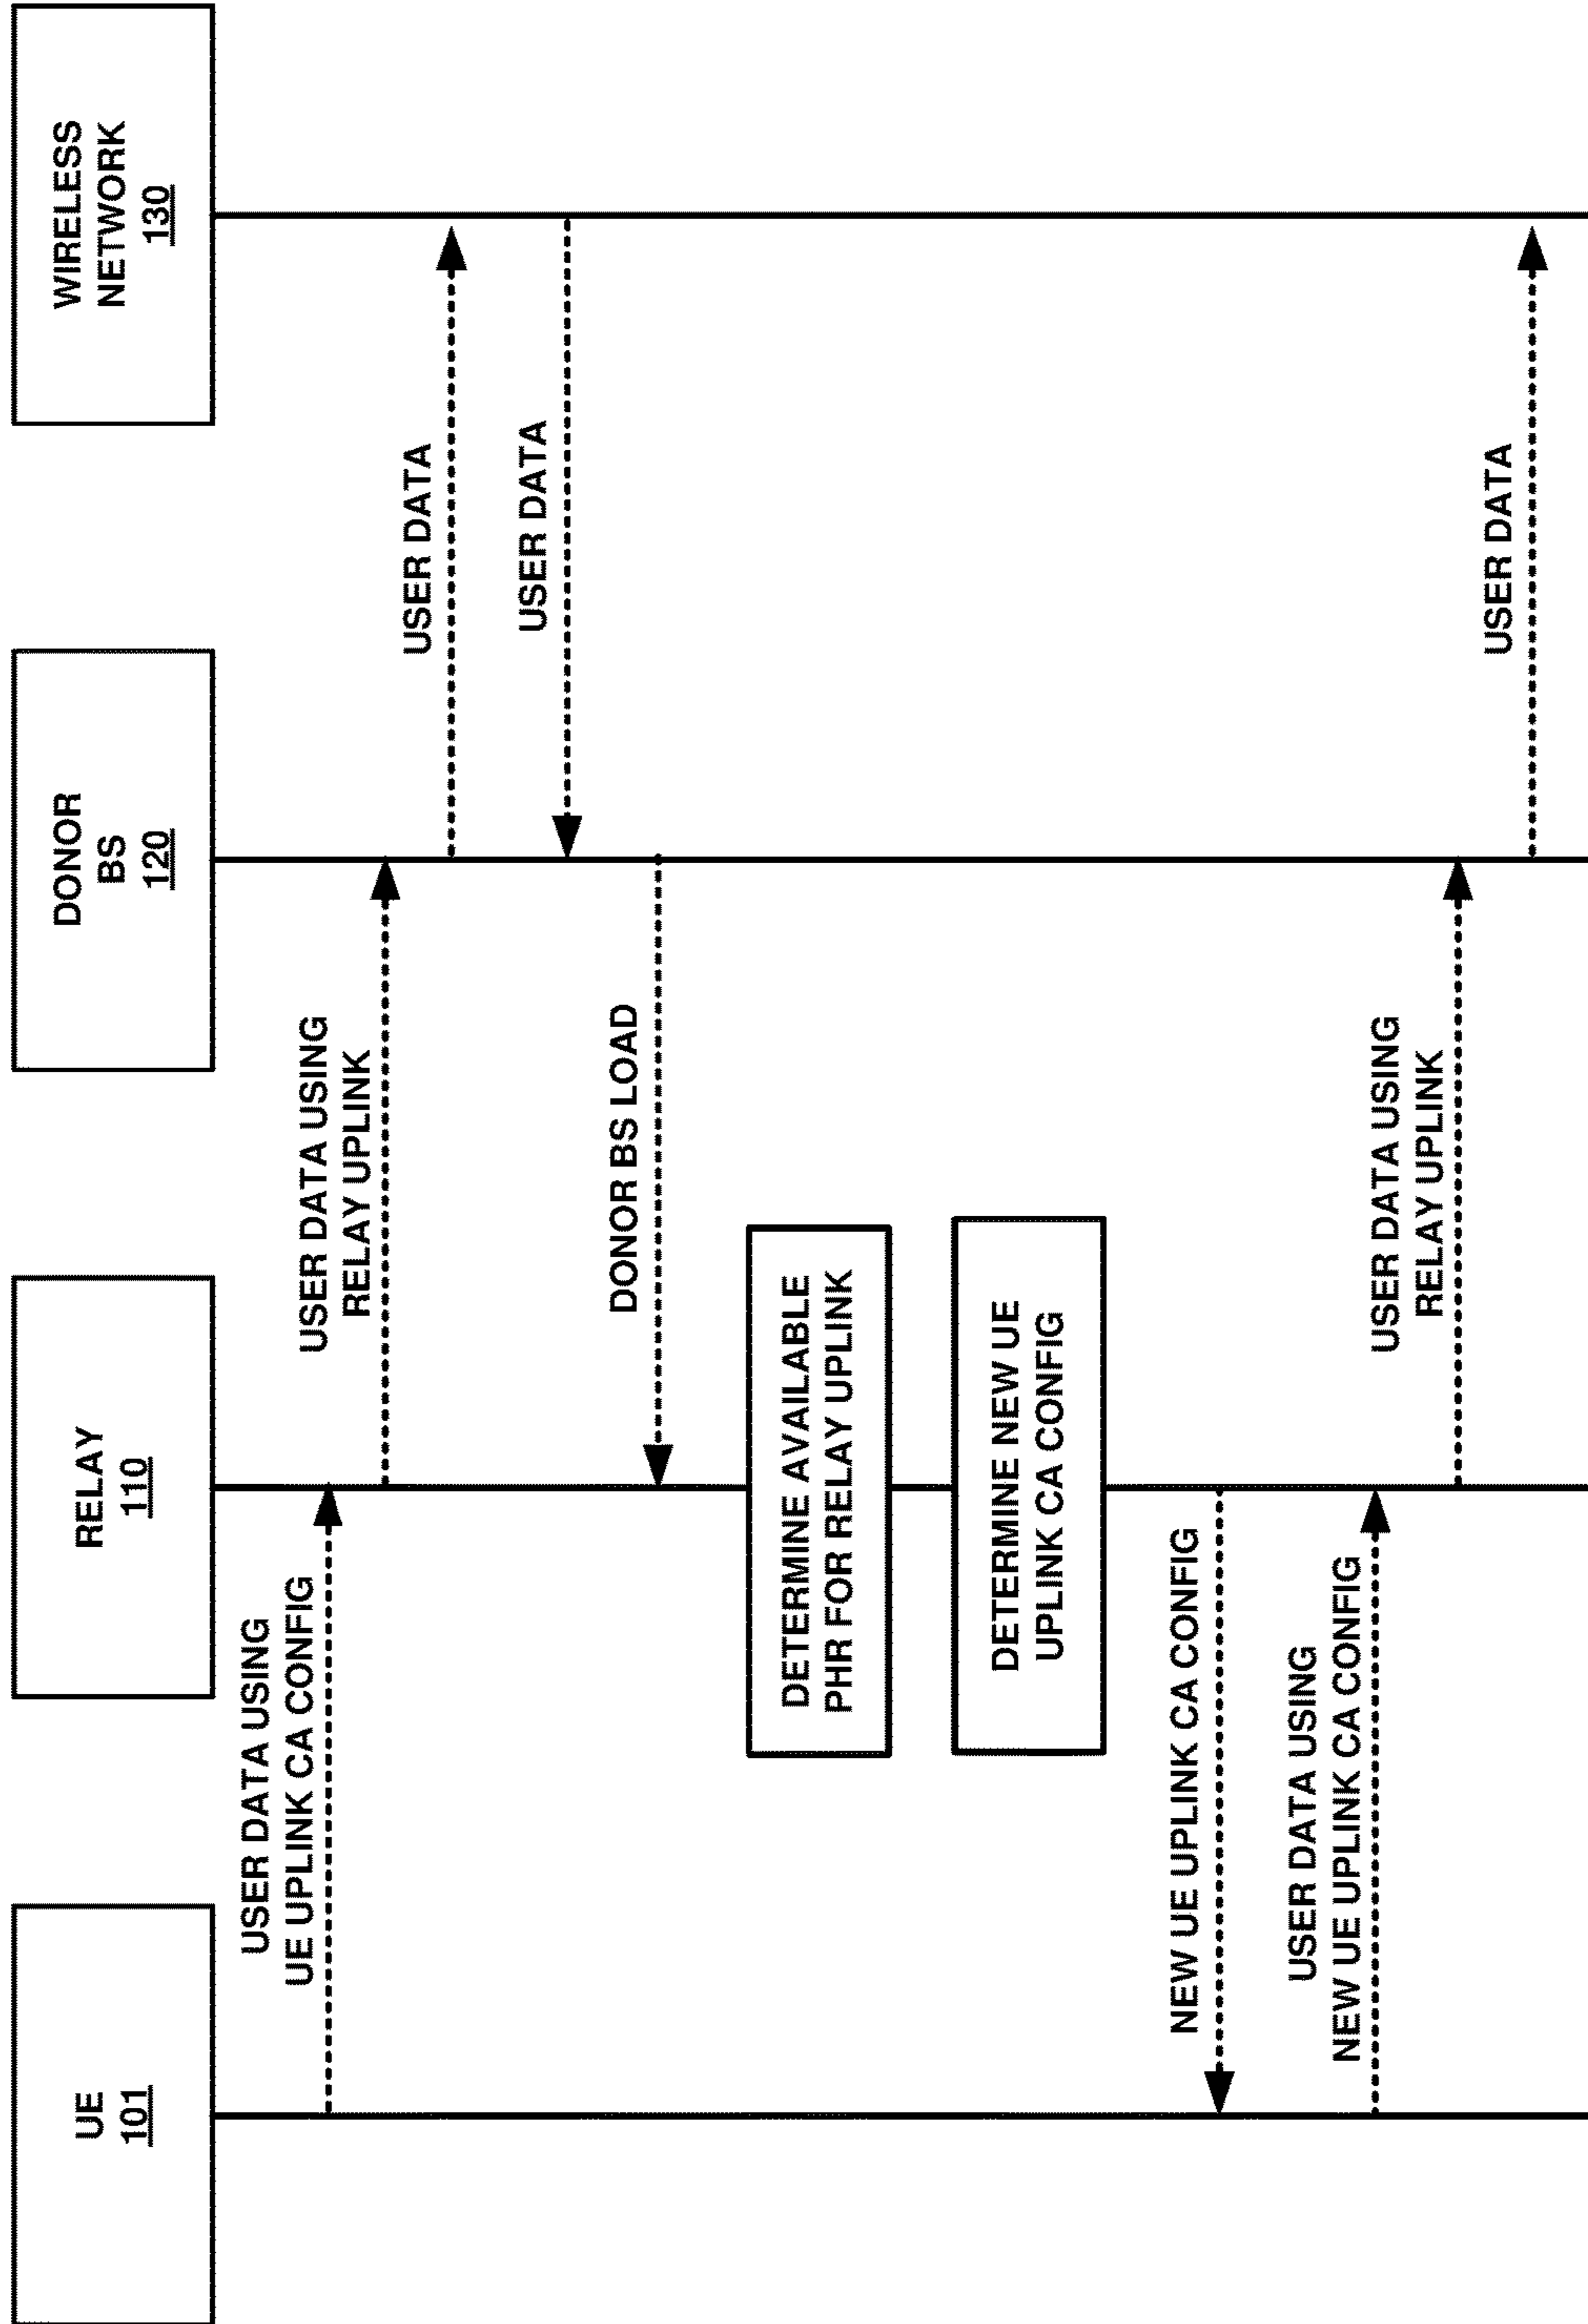 UE
101
RELAY
110
DONOR
BS
120
WIRELESS
NETWORK
130
USER DATA USING
UE UPLINK CA CONFIG
USER DATA USING
RELAY UPLINK
USER DATA
USER DATA
DONOR BS LOAD
DETERMINE AVAILABLE
PHR FOR RELAY UPLINK
DETERMINE NEW UE
UPLINK CA CONFIG
NEW UE UPLINK CA CONFIG
USER DATA USING
NEW UE UPLINK CA CONFIG
USER DATA USING
RELAY UPLINK
USER DATA